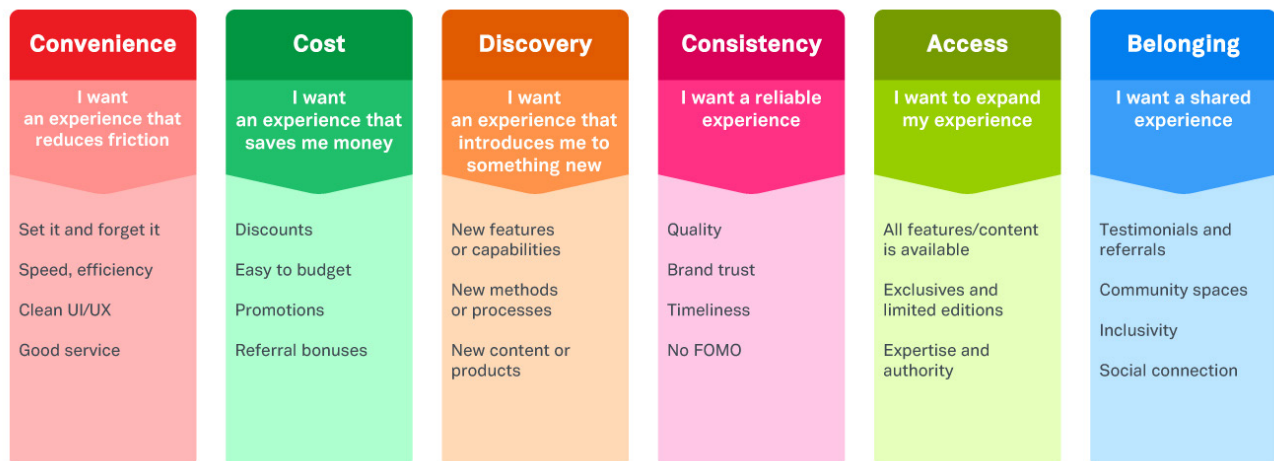 Convenience
I want
an experience that
reduces friction
Set it and forget it
Speed, efficiency
Clean UI/UX
Good service
Cost
I want
an experience that
saves me money
Discounts
Easy to budget
Promotions
Referral bonuses
Discovery
I want
an experience that
introduces me to
something new
New features
or capabilities
New methods
or processes
New content or
products
Consistency
I want a reliable
experience
Quality
Brand trust
Timeliness
No FOMO
Access
I want to expand
my experience
All features/content
is available
Exclusives and
limited editions
Expertise and
authority
Belonging
I want a shared
experience
Testimonials and
referrals
Community spaces
Inclusivity
Social connection